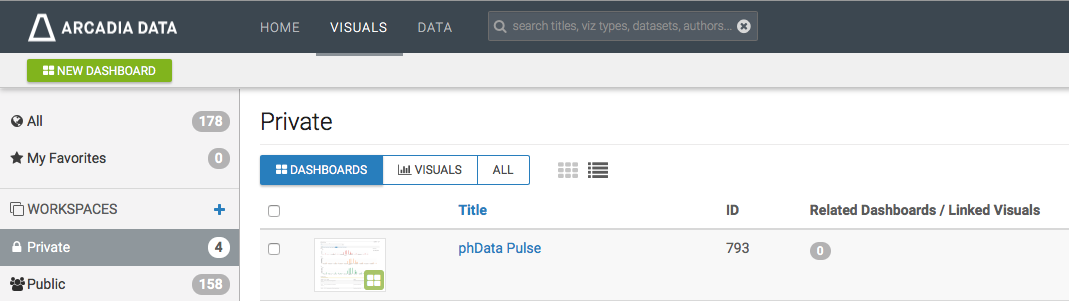 ARCADIA DATA HOME VISUALS DATA search titles, viz types, datasets, authors...
NEW DASHBOARD
All 178
My Favorites 0
WORKSPACES +
Private 4
Public 158
Private
DASHBOARDS VISUALS ALL
Title ID Related Dashboards / Linked Visuals
phData Pulse 793 0